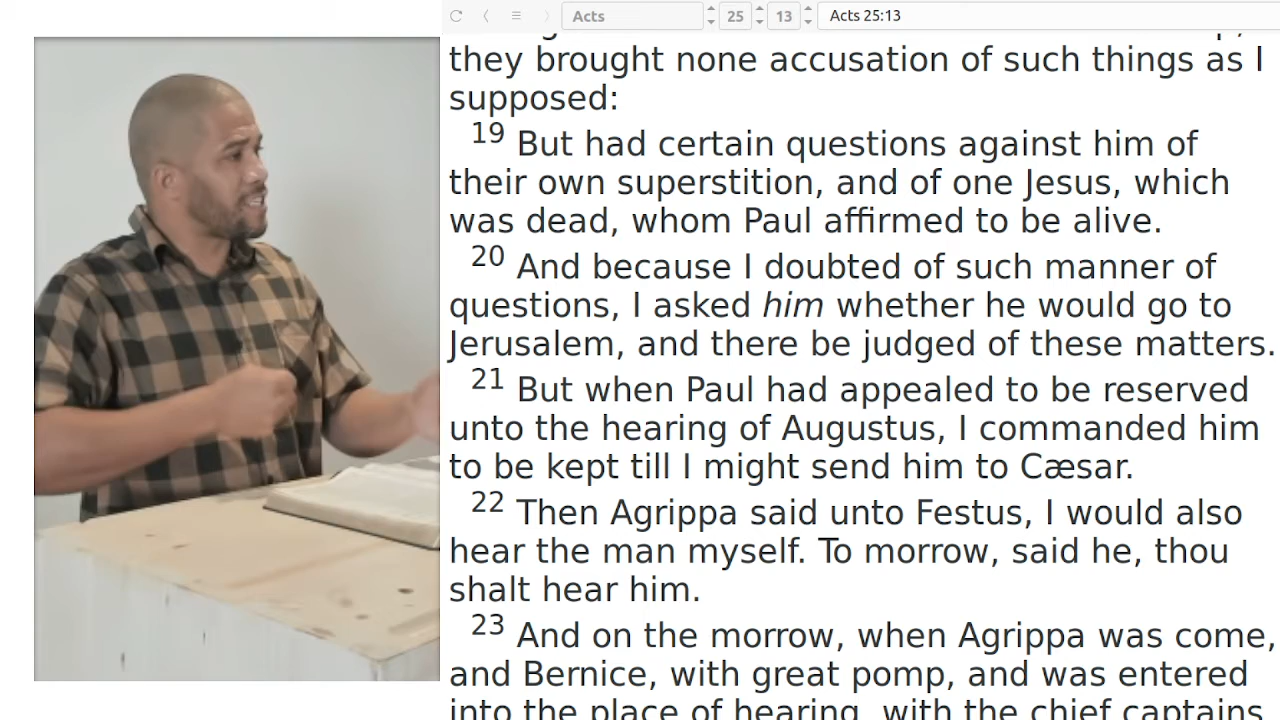 Acts 25 13 Acts 25:13
they brought none accusation of such things as I
supposed:
19 But had certain questions against him of
their own superstition, and of one Jesus, which
was dead, whom Paul affirmed to be alive.
20 And because I doubted of such manner of
questions, I asked him whether he would go to
Jerusalem, and there be judged of these matters.
21 But when Paul had appealed to be reserved
unto the hearing of Augustus, I commanded him
to be kept till I might send him to Cæsar.
22 Then Agrippa said unto Festus, I would also
hear the man myself. To morrow, said he, thou
shalt hear him.
23 And on the morrow, when Agrippa was come,
and Bernice, with great pomp, and was entered
into the place of hearing, with the chief captains